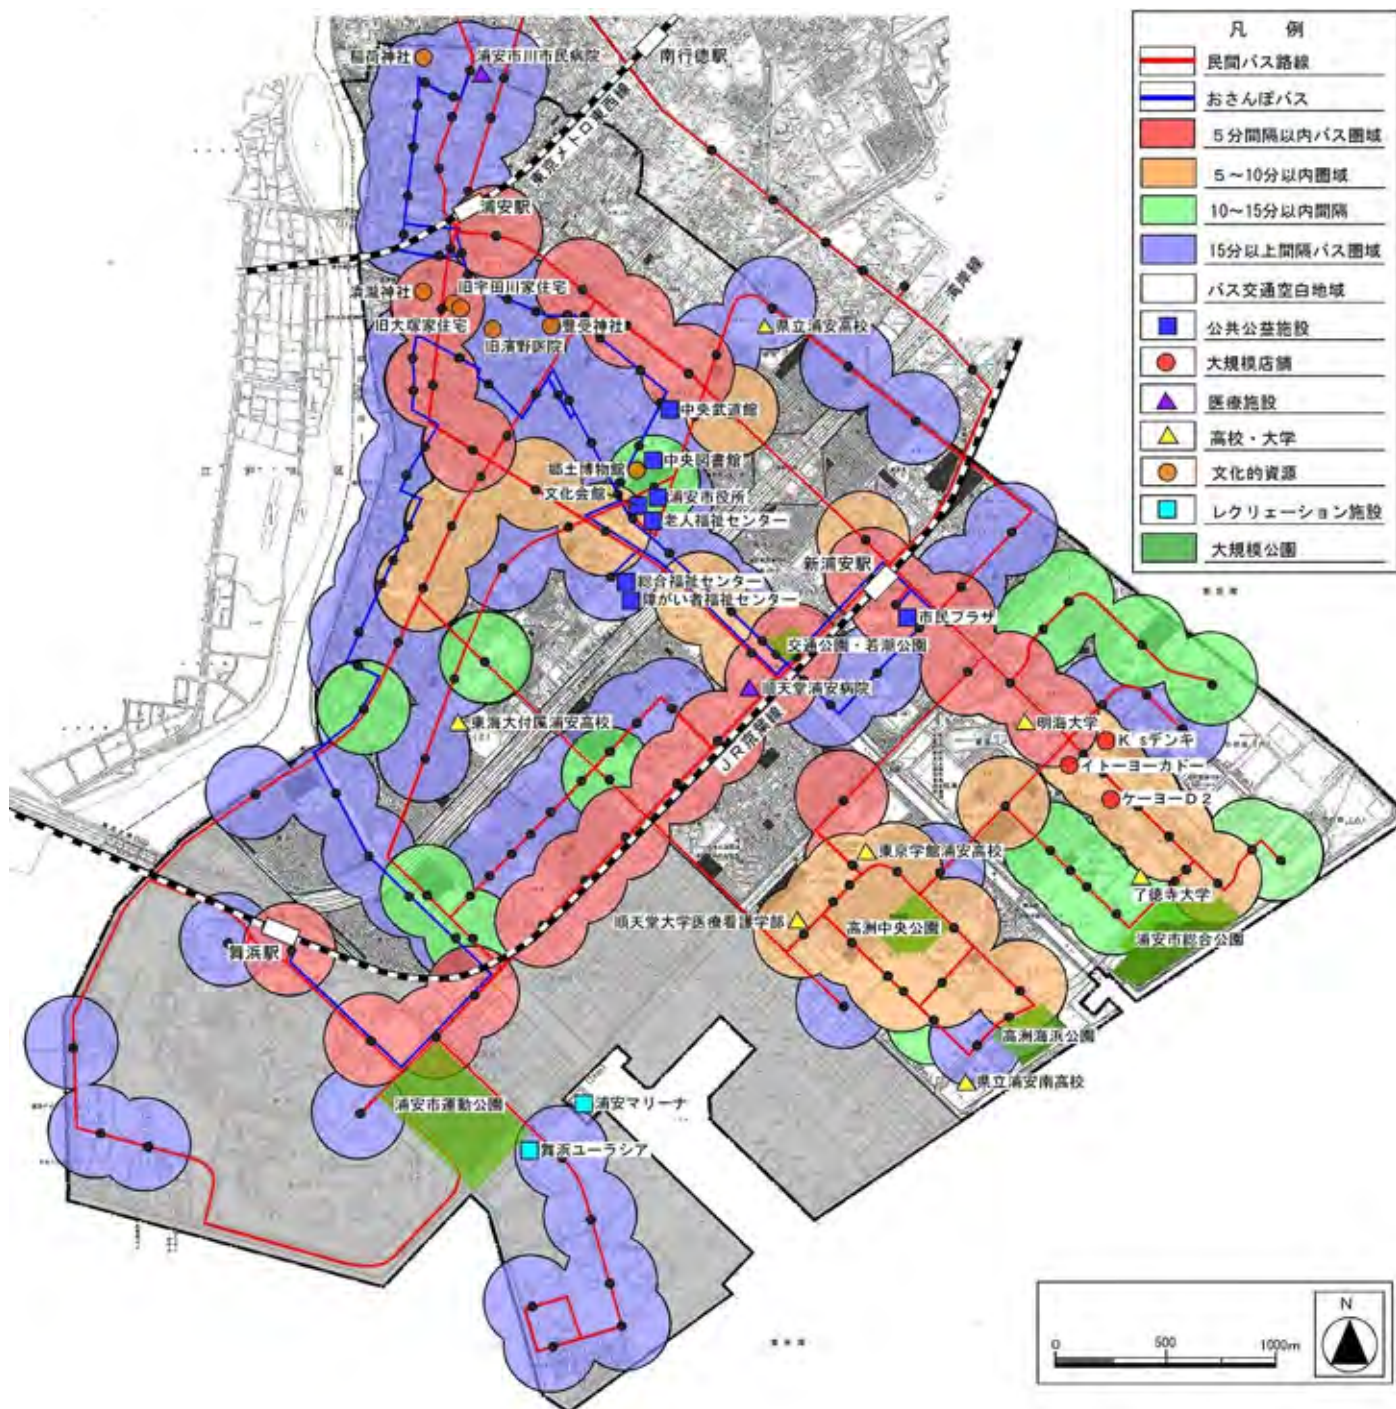 凡 例
民間バス路線
おさんぽバス
5分間隔以内バス圏域
5～10分以内圏域
10～15分以内間隔
15分以上間隔バス圏域
バス交通空白地域
公共公益施設
大規模店舗
医療施設
高校・大学
文化的資源
レクリェーション施設
大規模公園
稲荷神社
浦安市川市民病院
南行徳駅
東京メトロ東西線
浦安駅
湾岸線
清瀧神社
旧宇田川家住宅
旧大塚家住宅
豊受神社
旧濱野医院
県立浦安高校
中央武道館
中央図書館
郷土博物館
文化会館
浦安市役所
老人福祉センター
新浦安駅
総合福祉センター
障がい者福祉センター
市民プラザ
交通公園・若潮公園
順天堂浦安病院
東海大付属浦安高校
JR京葉線
明海大学
K'sデンキ
イトーヨーカドー
ケーヨーD2
東京学館浦安高校
了徳寺大学
順天堂大学医療看護学部
高洲中央公園
浦安市総合公園
舞浜駅
高洲海浜公園
県立浦安南高校
浦安市運動公園
浦安マリーナ
舞浜ユーラシア
N
0 500 1000m